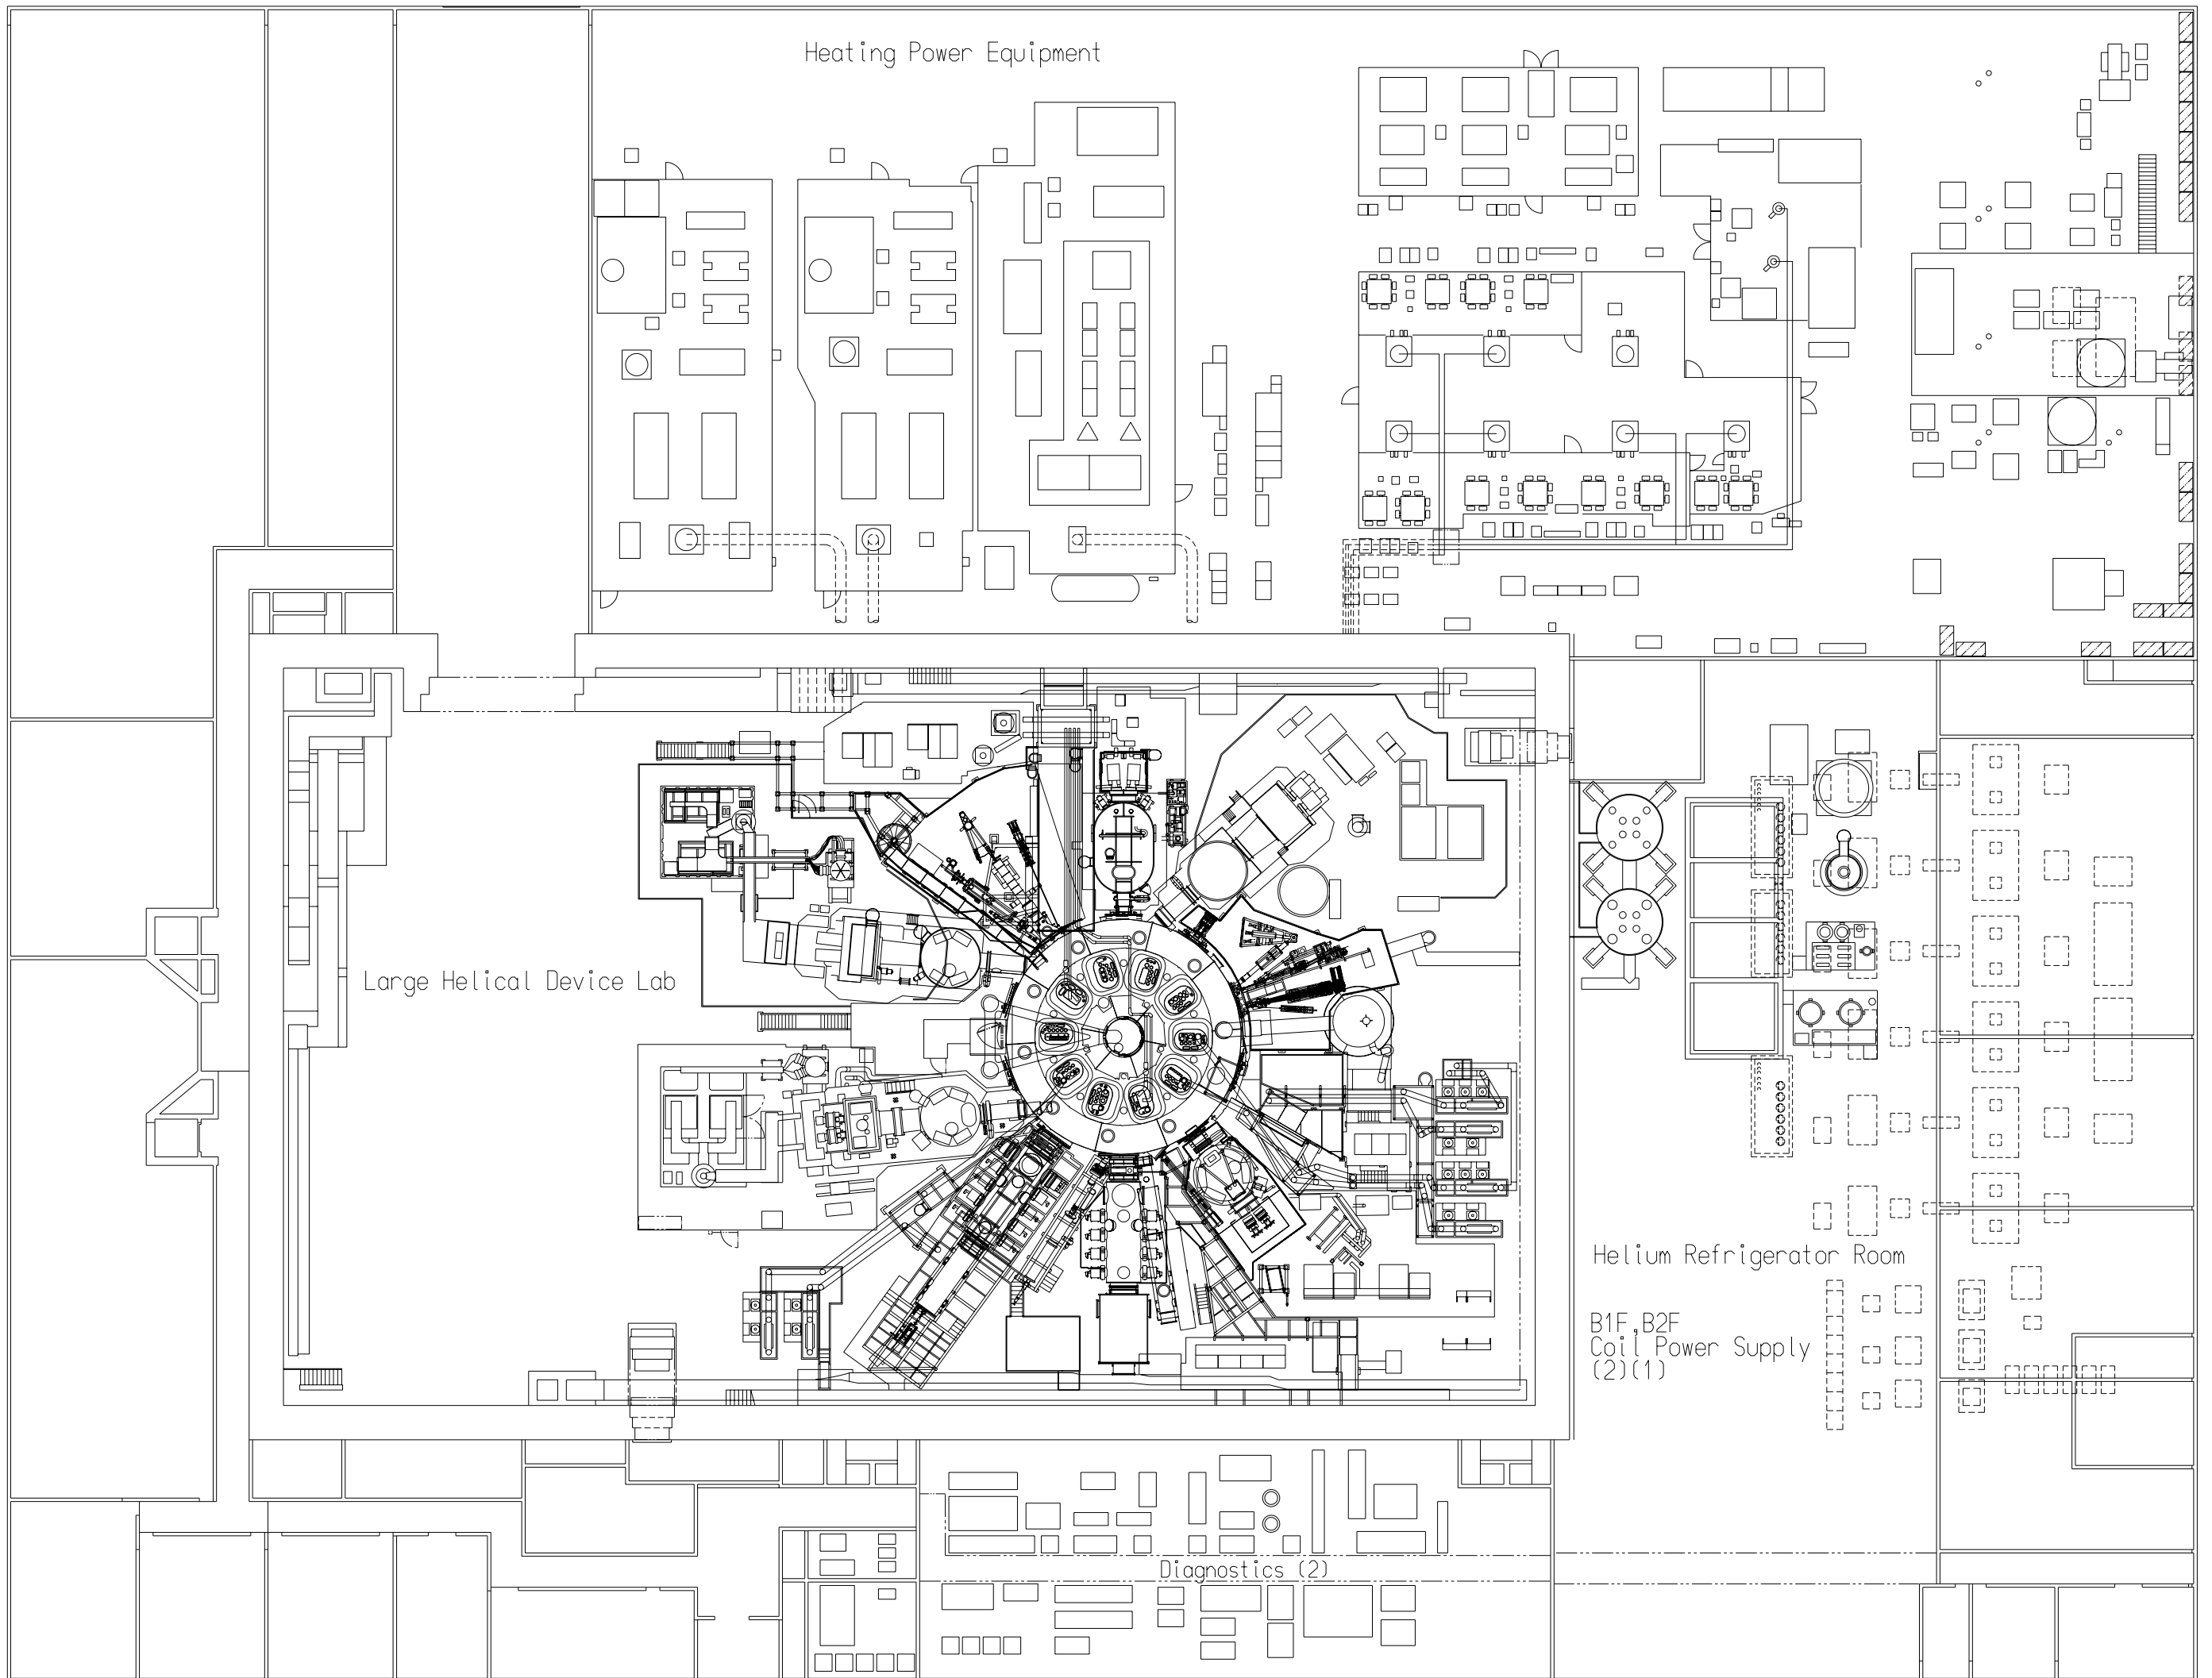 Heating Power Equipment
Large Helical Device Lab
Helium Refrigerator Room
B1F,B2F
Coil Power Supply
(2)(1)
Diagnostics (2)